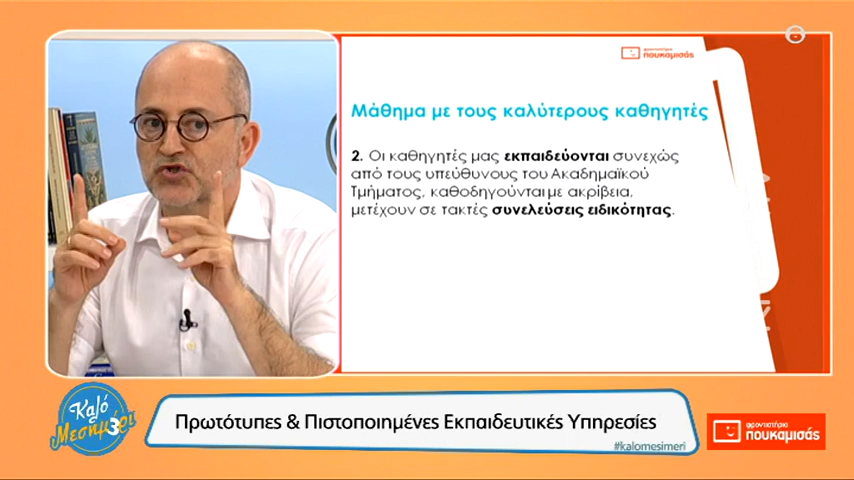 φροντιστήρια
πουκαμισάς
Μάθημα με τους καλύτερους καθηγητές
2. Οι καθηγητές μας εκπαιδεύονται συνεχώς
από τους υπεύθυνους του Ακαδημαϊκού
Τμήματος, καθοδηγούνται με ακρίβεια,
μετέχουν σε τακτές συνελεύσεις ειδικότητας.
Καλό
Μεσημέρι
3
Πρωτότυπες & Πιστοποιημένες Εκπαιδευτικές Υπηρεσίες
#kalomesimeri
φροντιστήρια
πουκαμισάς